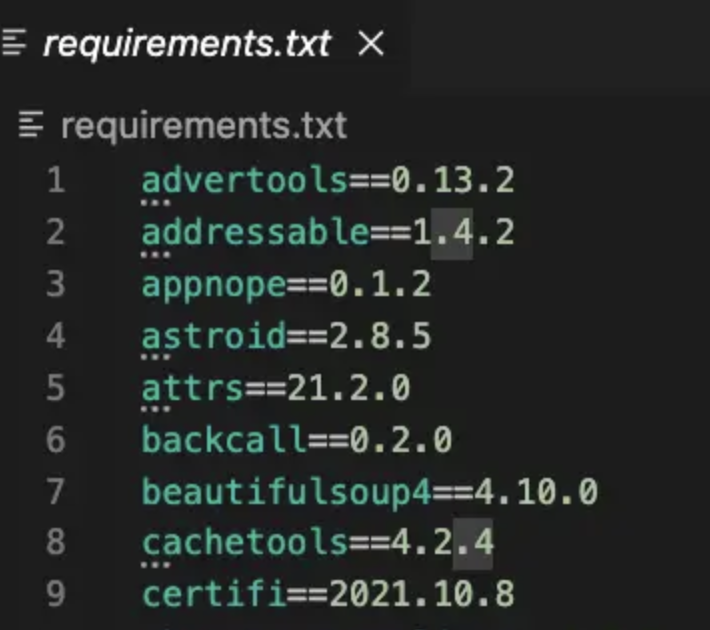 requirements.txt
requirements.txt
1 advertools==0.13.2
2 addressable==1.4.2
3 appnope==0.1.2
4 astroid==2.8.5
5 attrs==21.2.0
6 backcall==0.2.0
7 beautifulsoup4==4.10.0
8 cachetools==4.2.4
9 certifi==2021.10.8